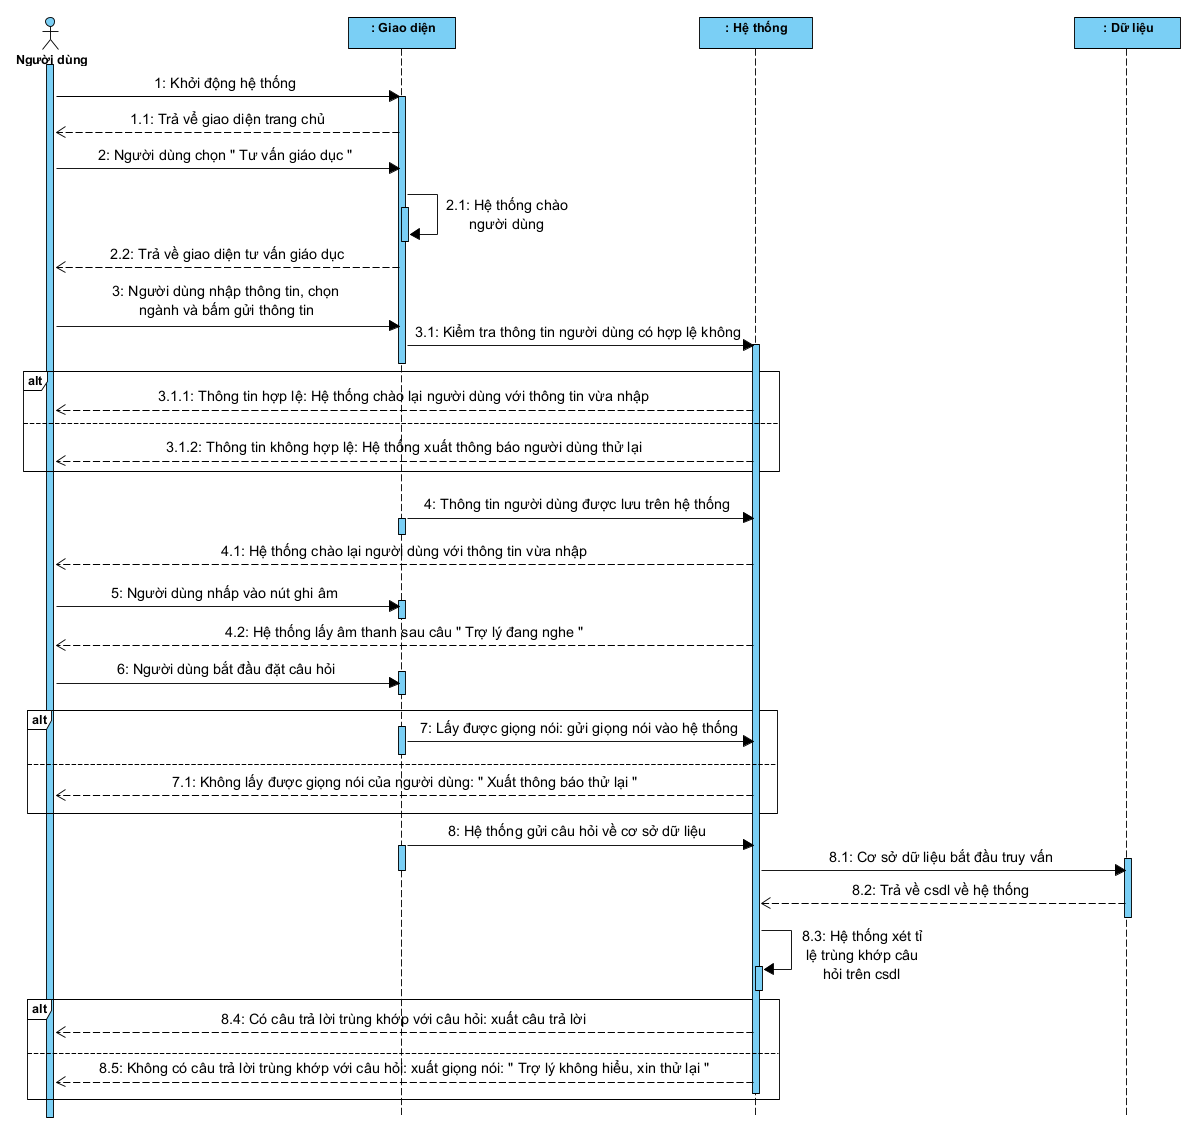 Người dùng
: Giao diện
: Hệ thống
: Dữ liệu
1: Khởi động hệ thống
1.1: Trả về giao diện trang chủ
2: Người dùng chọn " Tư vấn giáo dục "
2.1: Hệ thống chào
người dùng
2.2: Trả về giao diện tư vấn giáo dục
3: Người dùng nhập thông tin, chọn
ngành và bấm gửi thông tin
3.1: Kiểm tra thông tin người dùng có hợp lệ không
alt
3.1.1: Thông tin hợp lệ: Hệ thống chào lại người dùng với thông tin vừa nhập
3.1.2: Thông tin không hợp lệ: Hệ thống xuất thông báo người dùng thử lại
4: Thông tin người dùng được lưu trên hệ thống
4.1: Hệ thống chào lại người dùng với thông tin vừa nhập
5: Người dùng nhấp vào nút ghi âm
4.2: Hệ thống lấy âm thanh sau câu " Trợ lý đang nghe "
6: Người dùng bắt đầu đặt câu hỏi
alt
7: Lấy được giọng nói: gửi giọng nói vào hệ thống
7.1: Không lấy được giọng nói của người dùng: " Xuất thông báo thử lại "
8: Hệ thống gửi câu hỏi về cơ sở dữ liệu
8.1: Cơ sở dữ liệu bắt đầu truy vấn
8.2: Trả về csdl về hệ thống
8.3: Hệ thống xét tỉ
lệ trùng khớp câu
hỏi trên csdl
alt
8.4: Có câu trả lời trùng khớp với câu hỏi: xuất câu trả lời
8.5: Không có câu trả lời trùng khớp với câu hỏi: xuất giọng nói: " Trợ lý không hiểu, xin thử lại "